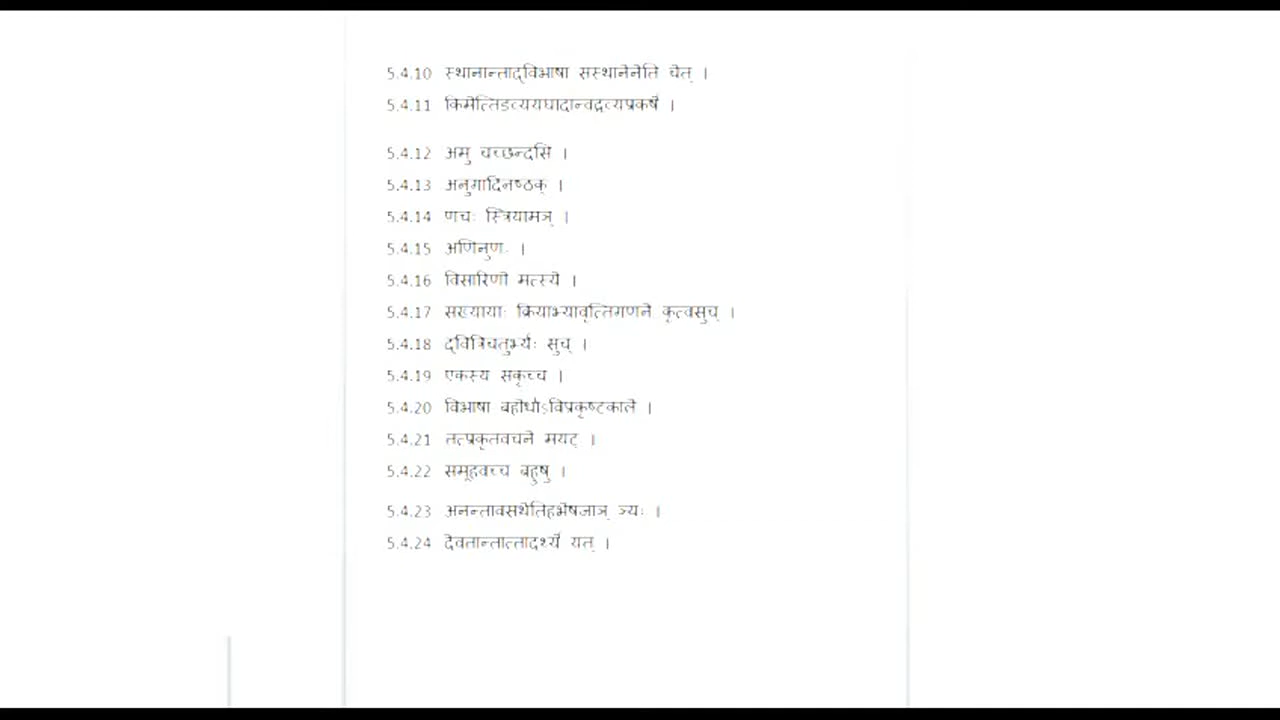 5.4.10 स्थानान्ताद्विभाषा सस्थानेनेति चेत् ।
5.4.11 किमेत्तिङव्ययघादाम्वद्रव्यप्रकर्षे ।
5.4.12 अमु चच्छन्दसि ।
5.4.13 अनुगादिनष्ठक् ।
5.4.14 णचः स्त्रियामञ् ।
5.4.15 अणिनुणः ।
5.4.16 विसारिणो मत्स्ये ।
5.4.17 सख्यायाः क्रियाभ्यावृत्तिगणने कृत्वसुच् ।
5.4.18 द्वित्रिचतुर्भ्यः सुच् ।
5.4.19 एकस्य सकृच्च ।
5.4.20 विभाषा बहोर्धाऽविप्रकृष्टकाले ।
5.4.21 तत्प्रकृतवचने मयट् ।
5.4.22 समूहवच्च बहुषु ।
5.4.23 अनन्तावसथेतिहभेषजाञ् ञ्यः ।
5.4.24 देवतान्तात्तादर्थ्ये यत् ।